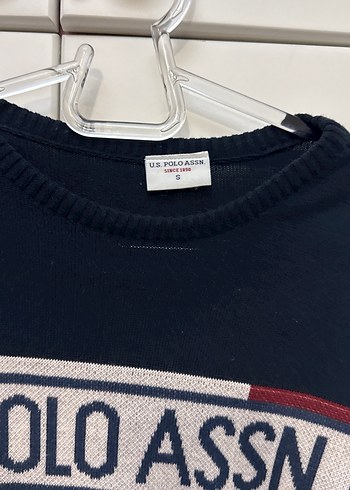 U.S. POLO ASSN.
SINCE 1890
S
OLO ASSN